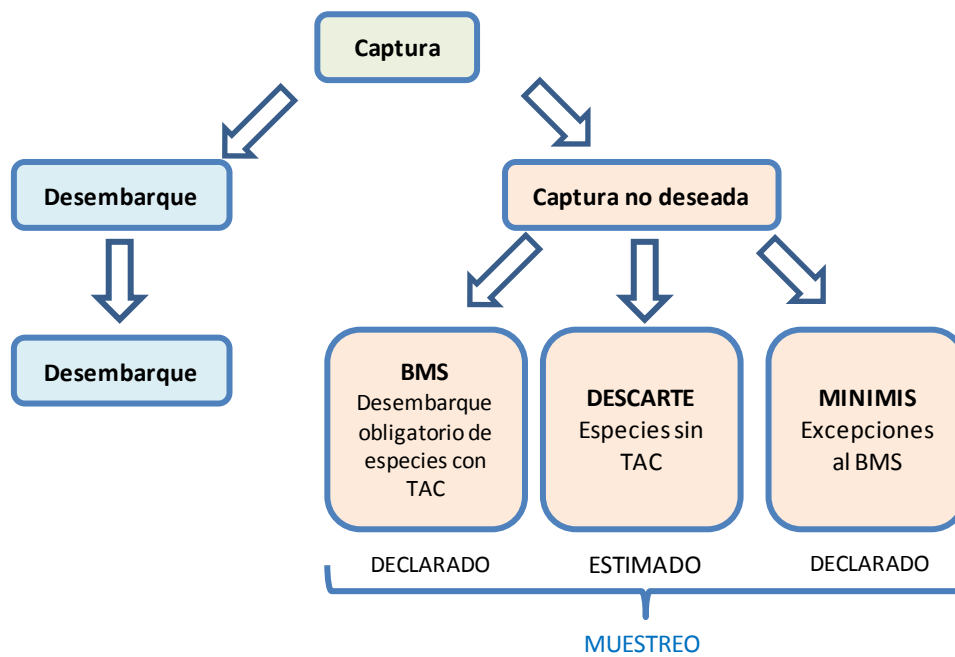 Captura
Desembarque
Captura no deseada
Desembarque
BMS
Desembarque
obligatorio de
especies con
TAC
DESCARTE
Especies sin
TAC
MINIMIS
Excepciones
al BMS
DECLARADO
ESTIMADO
DECLARADO
MUESTREO